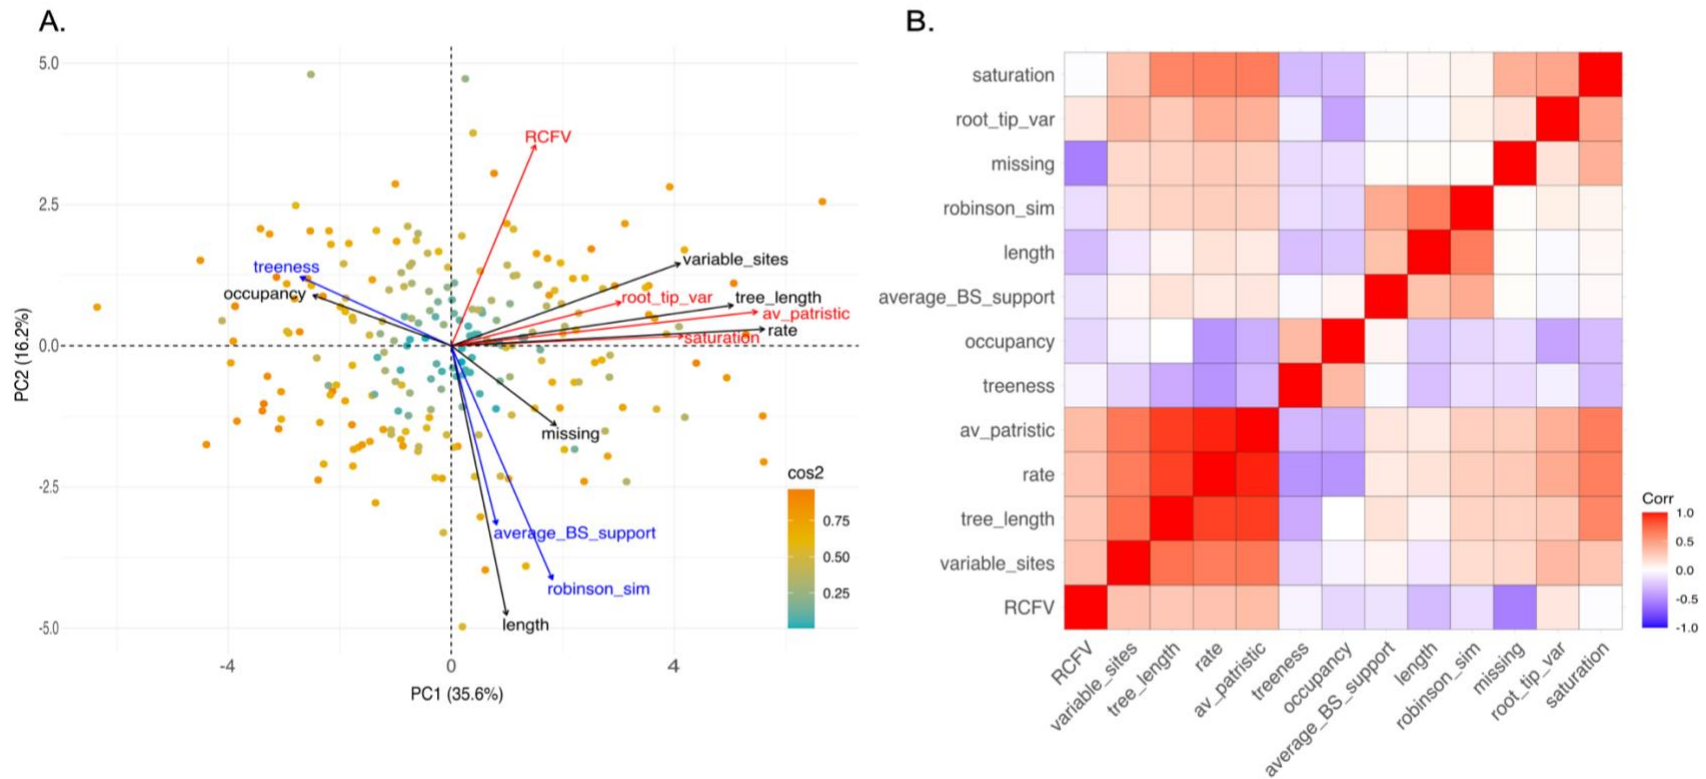 A.
5.0
2.5
0.0
-2.5
-5.0
PC2 (16.2%)
-4
0
4
PC1 (35.6%)
RCFV
variable_sites
treeness
occupancy
root_tip_var
tree_length
av_patristic
rate
saturation
missing
average_BS_support
robinson_sim
length
cos2
0.75
0.50
0.25
B.
saturation
root_tip_var
missing
robinson_sim
length
average_BS_support
occupancy
treeness
av_patristic
rate
tree_length
variable_sites
RCFV
RCFV
variable_sites
tree_length
rate
av_patristic
treeness
occupancy
average_BS_support
length
robinson_sim
missing
root_tip_var
saturation
Corr
1.0
0.5
0.0
-0.5
-1.0